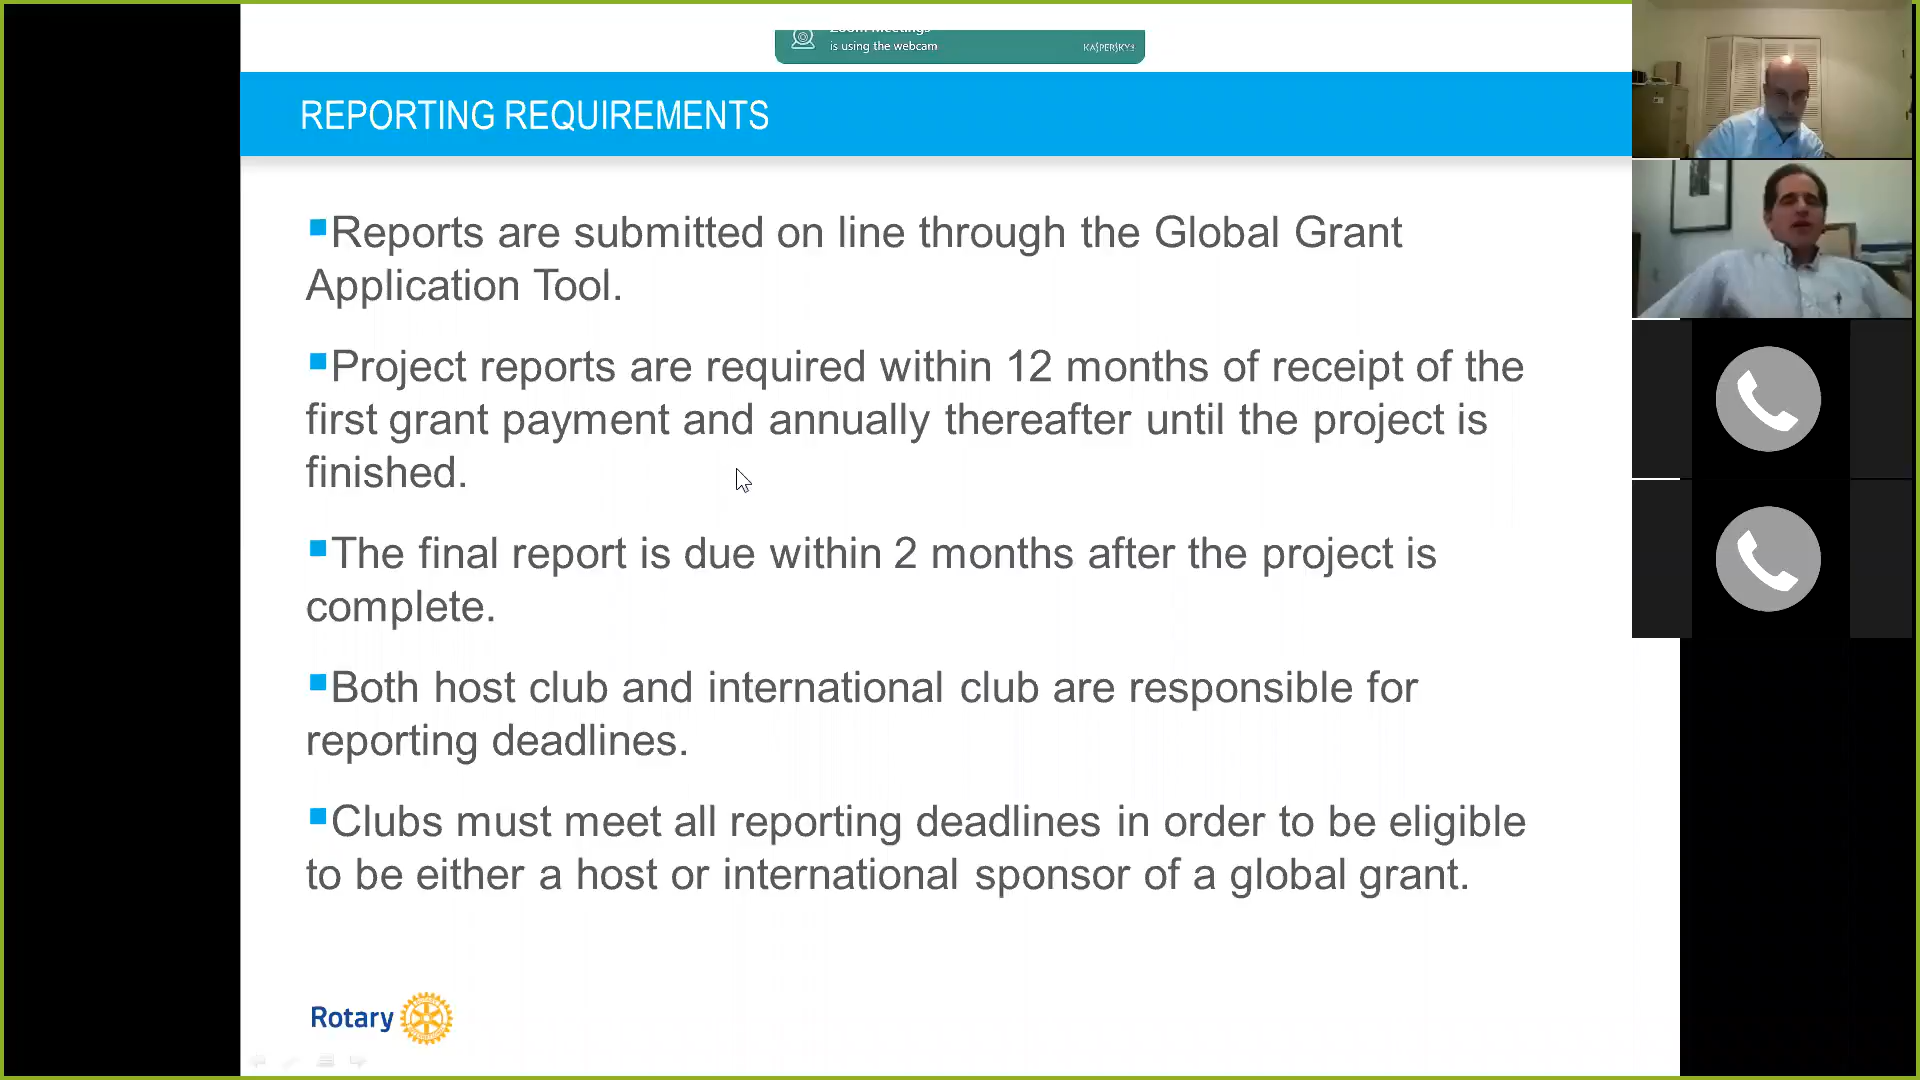 Zoom Meetings
is using the webcam
KASPERSKY
REPORTING REQUIREMENTS
Reports are submitted on line through the Global Grant
Application Tool.
Project reports are required within 12 months of receipt of the
first grant payment and annually thereafter until the project is
finished.
The final report is due within 2 months after the project is
complete.
Both host club and international club are responsible for
reporting deadlines.
Clubs must meet all reporting deadlines in order to be eligible
to be either a host or international sponsor of a global grant.
Rotary